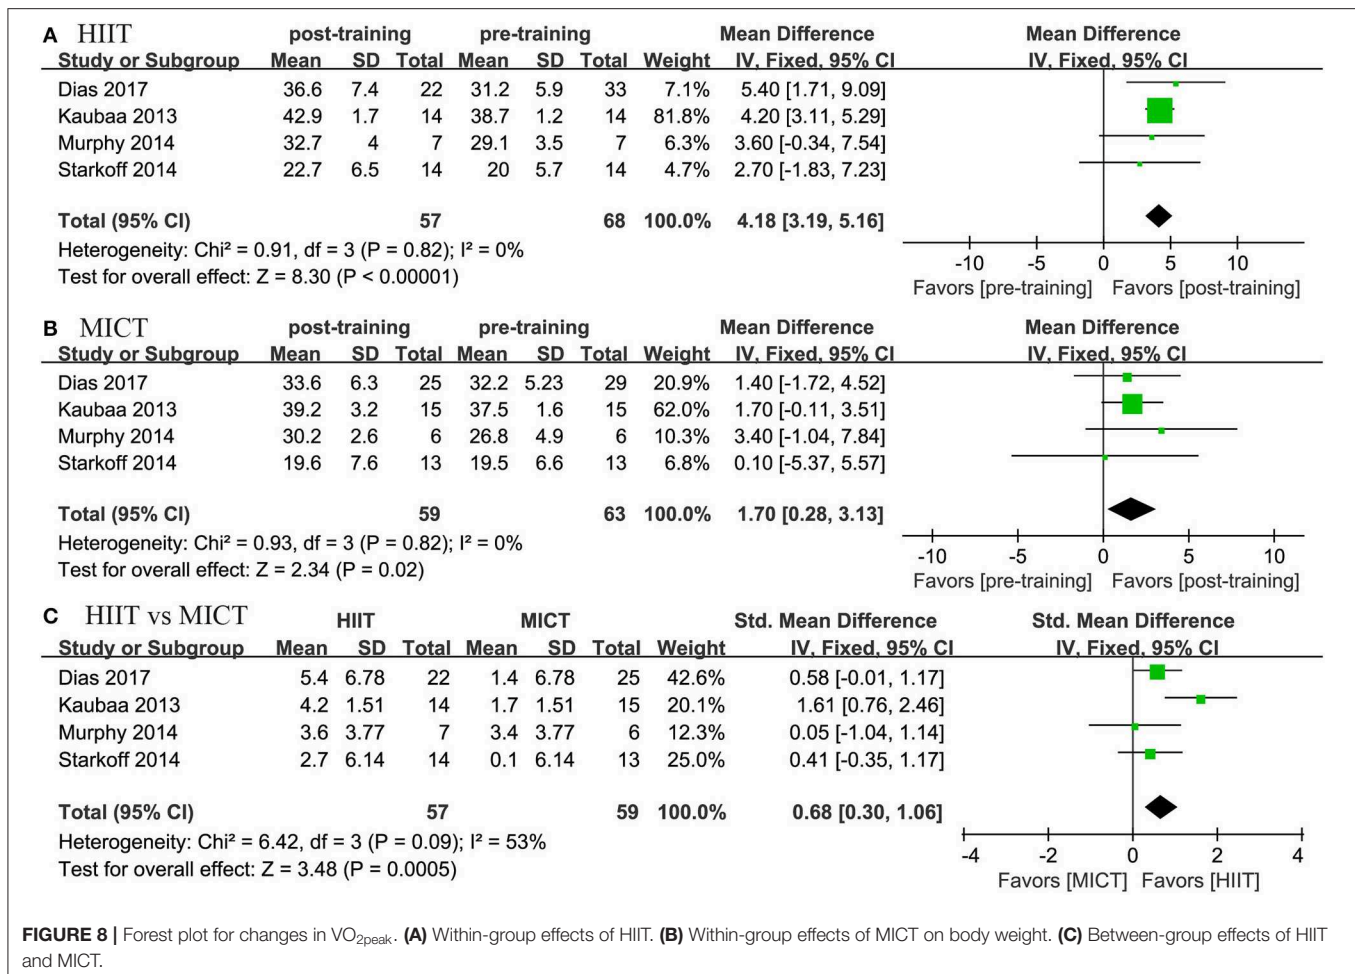 A HIIT post-training pre-training Mean Difference Mean Difference
Study or Subgroup Mean SD Total Mean SD Total Weight IV, Fixed, 95% CI IV, Fixed, 95% CI
Dias 2017 36.6 7.4 22 31.2 5.9 33 7.1% 5.40 [1.71, 9.09]
Kaubaa 2013 42.9 1.7 14 38.7 1.2 14 81.8% 4.20 [3.11, 5.29]
Murphy 2014 32.7 4 7 29.1 3.5 7 6.3% 3.60 [-0.34, 7.54]
Starkoff 2014 22.7 6.5 14 20 5.7 14 4.7% 2.70 [-1.83, 7.23]
Total (95% CI) 57 68 100.0% 4.18 [3.19, 5.16]
Heterogeneity: Chi² = 0.91, df = 3 (P = 0.82); I² = 0%
Test for overall effect: Z = 8.30 (P < 0.00001)
-10 -5 0 5 10
Favors [pre-training] Favors [post-training]
B MICT post-training pre-training Mean Difference Mean Difference
Study or Subgroup Mean SD Total Mean SD Total Weight IV, Fixed, 95% CI IV, Fixed, 95% CI
Dias 2017 33.6 6.3 25 32.2 5.23 29 20.9% 1.40 [-1.72, 4.52]
Kaubaa 2013 39.2 3.2 15 37.5 1.6 15 62.0% 1.70 [-0.11, 3.51]
Murphy 2014 30.2 2.6 6 26.8 4.9 6 10.3% 3.40 [-1.04, 7.84]
Starkoff 2014 19.6 7.6 13 19.5 6.6 13 6.8% 0.10 [-5.37, 5.57]
Total (95% CI) 59 63 100.0% 1.70 [0.28, 3.13]
Heterogeneity: Chi² = 0.93, df = 3 (P = 0.82); I² = 0%
Test for overall effect: Z = 2.34 (P = 0.02)
-10 -5 0 5 10
Favors [pre-training] Favors [post-training]
C HIIT vs MICT HIIT MICT Std. Mean Difference Std. Mean Difference
Study or Subgroup Mean SD Total Mean SD Total Weight IV, Fixed, 95% CI IV, Fixed, 95% CI
Dias 2017 5.4 6.78 22 1.4 6.78 25 42.6% 0.58 [-0.01, 1.17]
Kaubaa 2013 4.2 1.51 14 1.7 1.51 15 20.1% 1.61 [0.76, 2.46]
Murphy 2014 3.6 3.77 7 3.4 3.77 6 12.3% 0.05 [-1.04, 1.14]
Starkoff 2014 2.7 6.14 14 0.1 6.14 13 25.0% 0.41 [-0.35, 1.17]
Total (95% CI) 57 59 100.0% 0.68 [0.30, 1.06]
Heterogeneity: Chi² = 6.42, df = 3 (P = 0.09); I² = 53%
Test for overall effect: Z = 3.48 (P = 0.0005)
-4 -2 0 2 4
Favors [MICT] Favors [HIIT]
FIGURE 8 | Forest plot for changes in VO2peak. (A) Within-group effects of HIIT. (B) Within-group effects of MICT on body weight. (C) Between-group effects of HIIT
and MICT.